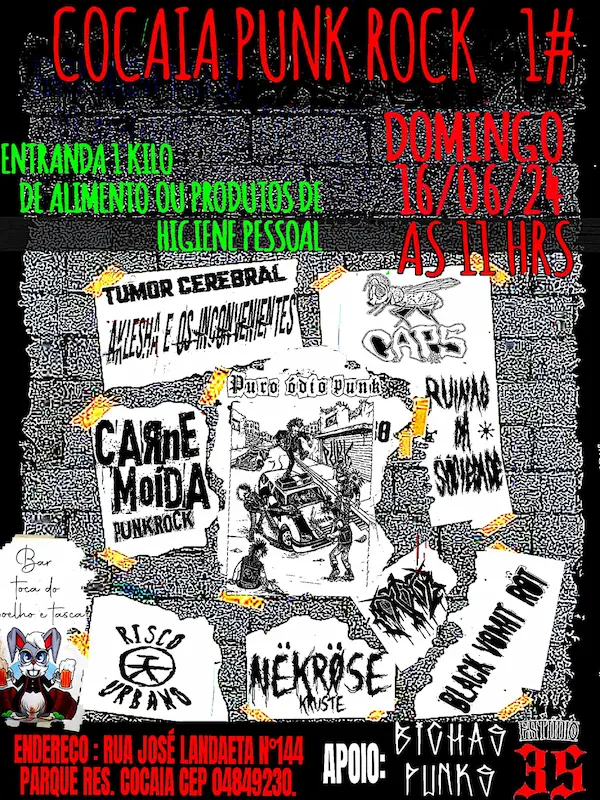 COCAIA PUNK ROCK 1#
DOMINGO
16/06/24
AS 11 HRS
ENTRANDA 1 KILO
DE ALIMENTO OU PRODUTOS DE
HIGIENE PESSOAL
TUMOR CEREBRAL
AKLESHA E OS INCONVENIENTES
Puro ódio punk
RUINAS
DA
SOCIEDADE
CARNE
MOIDA
PUNKROCK
Bar
toca do
coelho e tasca
RISCO
URBANO
NËKRÖSE
KRUSTE
BLACK VOMIT RÖT
ENDERECO : RUA JOSÉ LANDAETA Nº144
PARQUE RES. COCAIA CEP 04849230.
APOIO:
BICHAS
PUNKS
ESTÚDIO
35